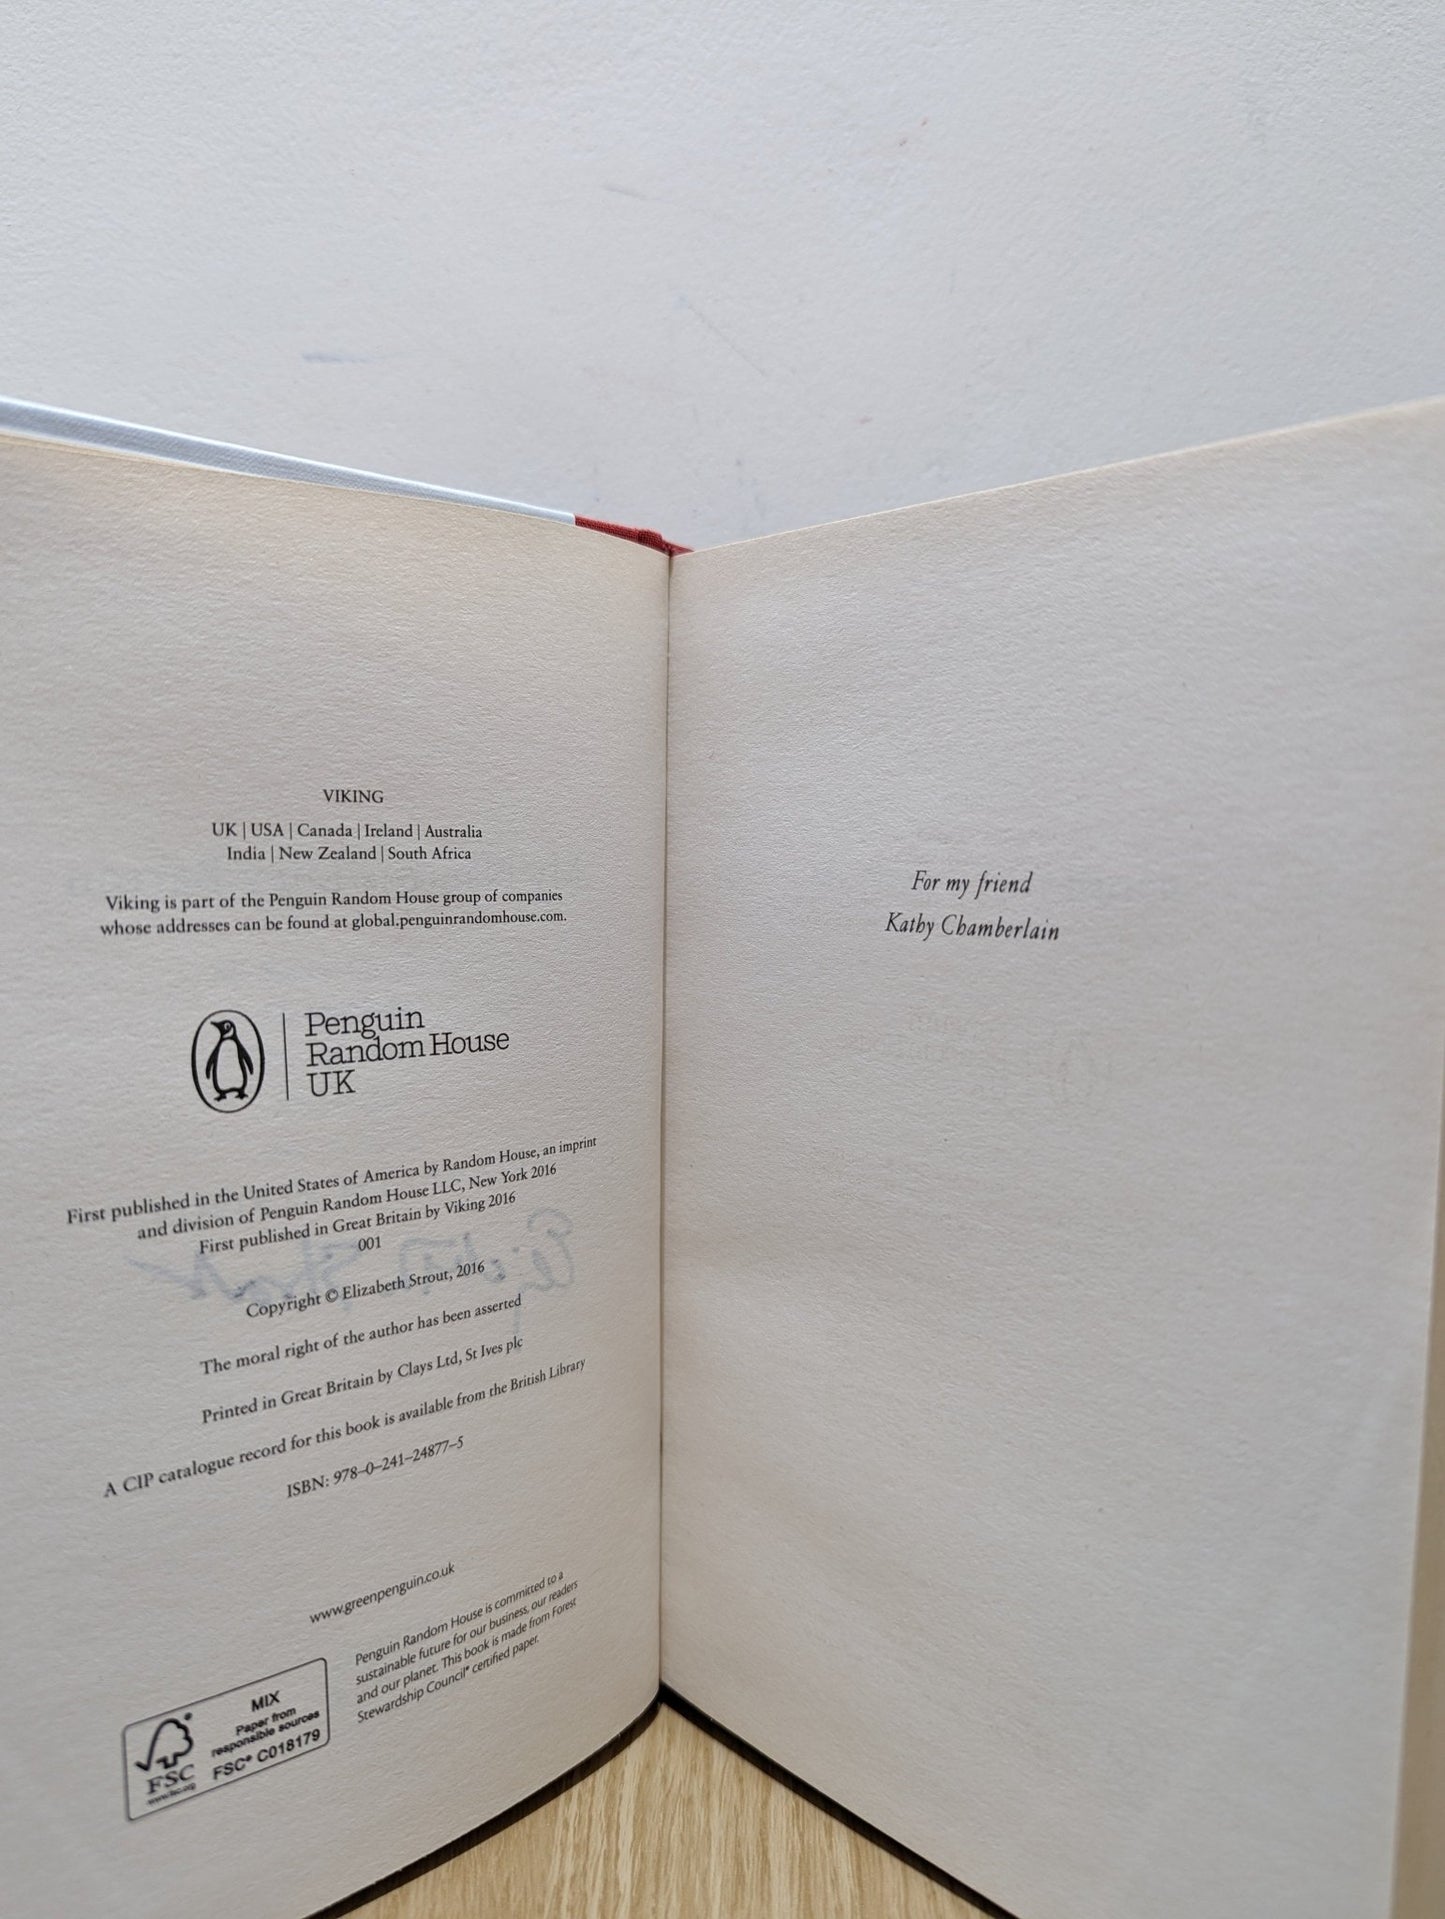 VIKING
UK | USA | Canada | Ireland | Australia
India | New Zealand | South Africa
Viking is part of the Penguin Random House group of companies
whose addresses can be found at global.penguinrandomhouse.com.
Penguin
Random House
UK
First published in the United States of America by Random House, an imprint
and division of Penguin Random House LLC, New York 2016
First published in Great Britain by Viking 2016
001
Copyright © Elizabeth Strout, 2016
The moral right of the author has been asserted
Printed in Great Britain by Clays Ltd, St Ives plc
A CIP catalogue record for this book is available from the British Library
ISBN: 978–0–241–24877–5
www.greenpenguin.co.uk
Penguin Random House is committed to a
sustainable future for our business, our readers
and our planet. This book is made from Forest
Stewardship Council® certified paper.
MIX
Paper from
responsible sources
FSC® C018179
FSC
www.fsc.org
For my friend
Kathy Chamberlain